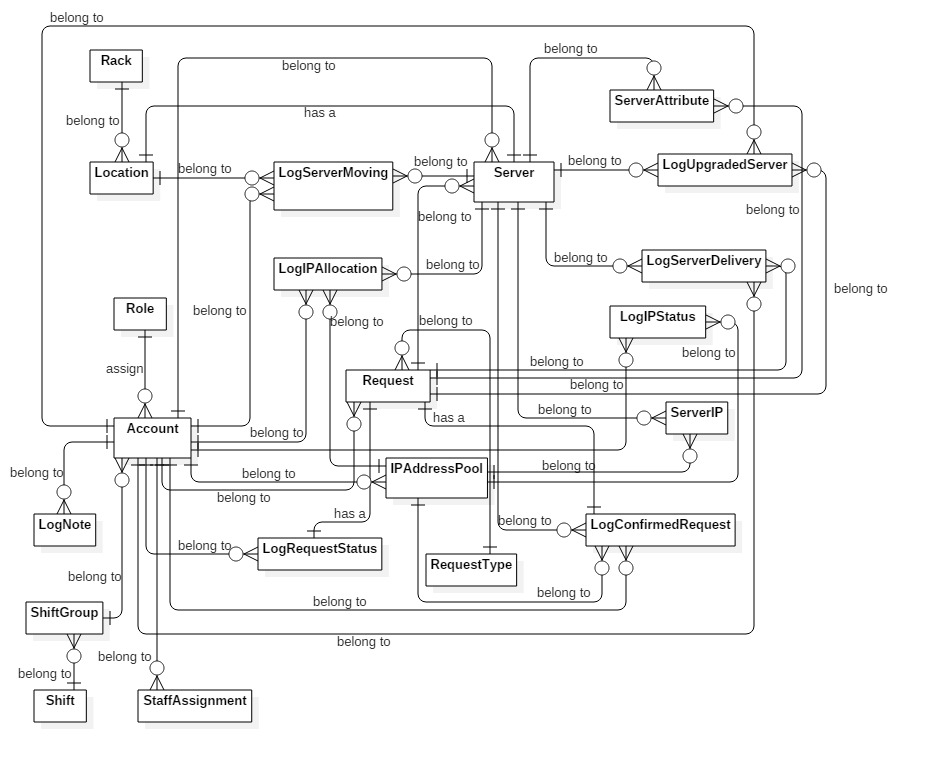 belong to
belong to
Rack
belong to
ServerAttribute
has a
belong to
belong to
belong to
belong to
LogUpgradedServer
Location
LogServerMoving
Server
belong to
belong to
LogServerDelivery
belong to
belong to
LogIPAllocation
belong to
Role
belong to
belong to
belong to
LogIPStatus
belong to
assign
belong to
Request
belong to
belong to
ServerIP
has a
Account
belong to
belong to
belong to
IPAddressPool
belong to
belong to
has a
belong to
LogNote
LogConfirmedRequest
belong to
LogRequestStatus
RequestType
belong to
belong to
belong to
ShiftGroup
belong to
belong to
belong to
Shift
StaffAssignment